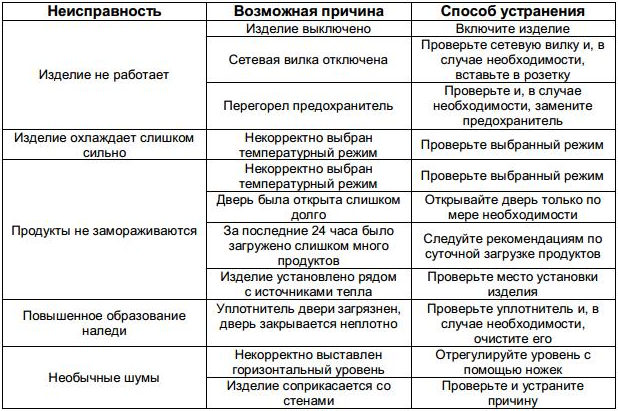 Неисправность
Возможная причина
Способ устранения
Изделие не работает
Изделие выключено
Включите изделие
Сетевая вилка отключена
Проверьте сетевую вилку и, в
случае необходимости,
вставьте в розетку
Перегорел предохранитель
Проверьте и, в случае
необходимости, замените
предохранитель
Изделие охлаждает слишком
сильно
Некорректно выбран
температурный режим
Проверьте выбранный режим
Продукты не замораживаются
Некорректно выбран
температурный режим
Проверьте выбранный режим
Дверь была открыта слишком
долго
Открывайте дверь только по
мере необходимости
За последние 24 часа было
загружено слишком много
продуктов
Следуйте рекомендациям по
суточной загрузке продуктов
Изделие установлено рядом
с источниками тепла
Проверьте место установки
изделия
Повышенное образование
наледи
Уплотнитель двери загрязнен,
дверь закрывается неплотно
Проверьте уплотнитель и, в
случае необходимости,
очистите его
Необычные шумы
Некорректно выставлен
горизонтальный уровень
Отрегулируйте уровень с
помощью ножек
Изделие соприкасается со
стенами
Проверьте и устраните
причину